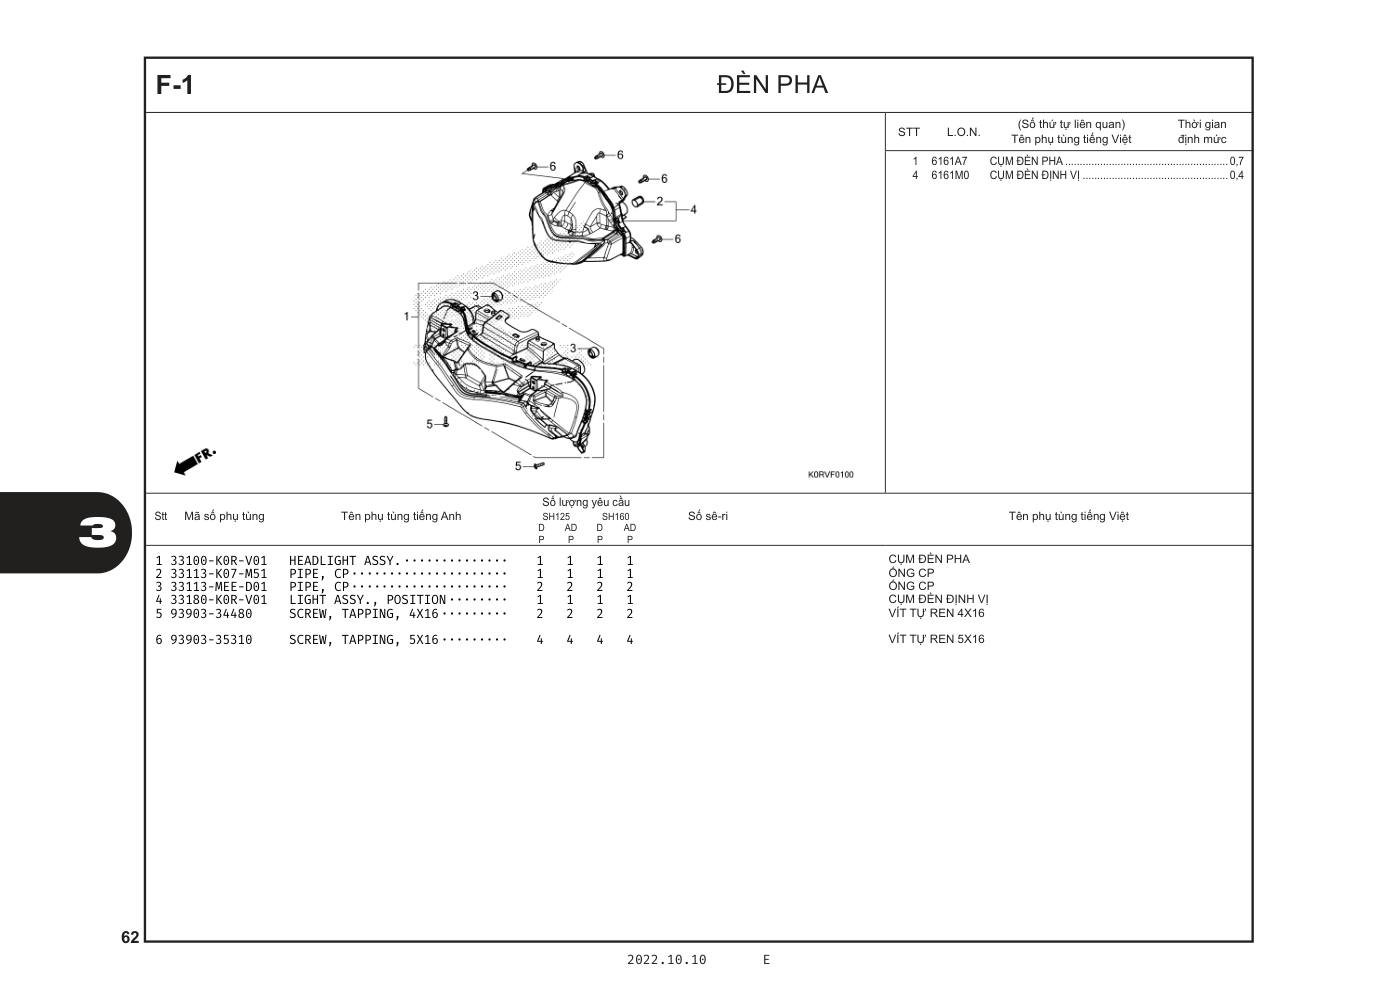 F-1 ĐÈN PHA
STT L.O.N. (Số thứ tự liên quan) Thời gian
Tên phụ tùng tiếng Việt định mức
1 6161A7 CỤM ĐÈN PHA ........................................................ 0,7
4 6161M0 CỤM ĐÈN ĐỊNH VỊ .................................................. 0,4
6
6
6
2
4
6
3
1
3
5
5
FR.
K0RVF0100
3
Số lượng yêu cầu
Stt Mã số phụ tùng Tên phụ tùng tiếng Anh SH125 SH160 Số sê-ri Tên phụ tùng tiếng Việt
D AD D AD
P P P P
1 33100-K0R-V01 HEADLIGHT ASSY.·············· 1 1 1 1 CỤM ĐÈN PHA
2 33113-K07-M51 PIPE, CP····················· 1 1 1 1 ỐNG CP
3 33113-MEE-D01 PIPE, CP····················· 2 2 2 2 ỐNG CP
4 33180-K0R-V01 LIGHT ASSY., POSITION········ 1 1 1 1 CỤM ĐÈN ĐỊNH VỊ
5 93903-34480 SCREW, TAPPING, 4X16········· 2 2 2 2 VÍT TỰ REN 4X16
6 93903-35310 SCREW, TAPPING, 5X16········· 4 4 4 4 VÍT TỰ REN 5X16
62
2022.10.10 E